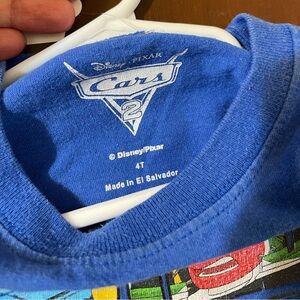 Disney · PIXAR
Cars
2
© Disney/Pixar
4T
Made in El Salvador